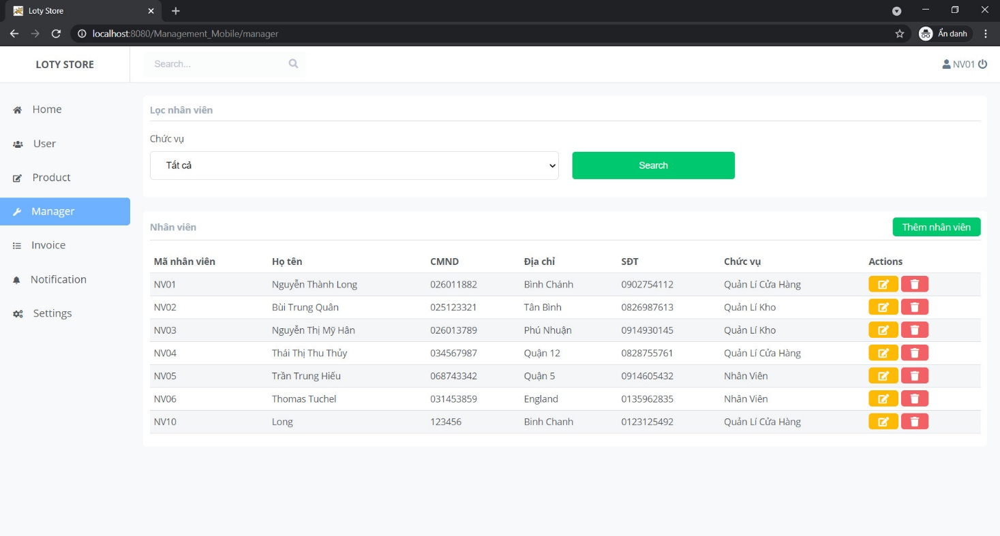 Loty Store
localhost:8080/Management_Mobile/manager
Ẩn danh
LOTY STORE
Search...
NV01
Home
User
Product
Manager
Invoice
Notification
Settings
Lọc nhân viên
Chức vụ
Tất cả
Search
Nhân viên
Thêm nhân viên
Mã nhân viên Họ tên CMND Địa chỉ SĐT Chức vụ Actions
NV01 Nguyễn Thành Long 026011882 Bình Chánh 0902754112 Quản Lí Cửa Hàng
NV02 Bùi Trung Quân 025123321 Tân Bình 0826987613 Quản Lí Kho
NV03 Nguyễn Thị Mỹ Hân 026013789 Phú Nhuận 0914930145 Quản Lí Kho
NV04 Thái Thị Thu Thủy 034567987 Quận 12 0828755761 Quản Lí Cửa Hàng
NV05 Trần Trung Hiếu 068743342 Quận 5 0914605432 Nhân Viên
NV06 Thomas Tuchel 031453859 England 0135962835 Nhân Viên
NV10 Long 123456 Binh Chanh 0123125492 Quản Lí Cửa Hàng